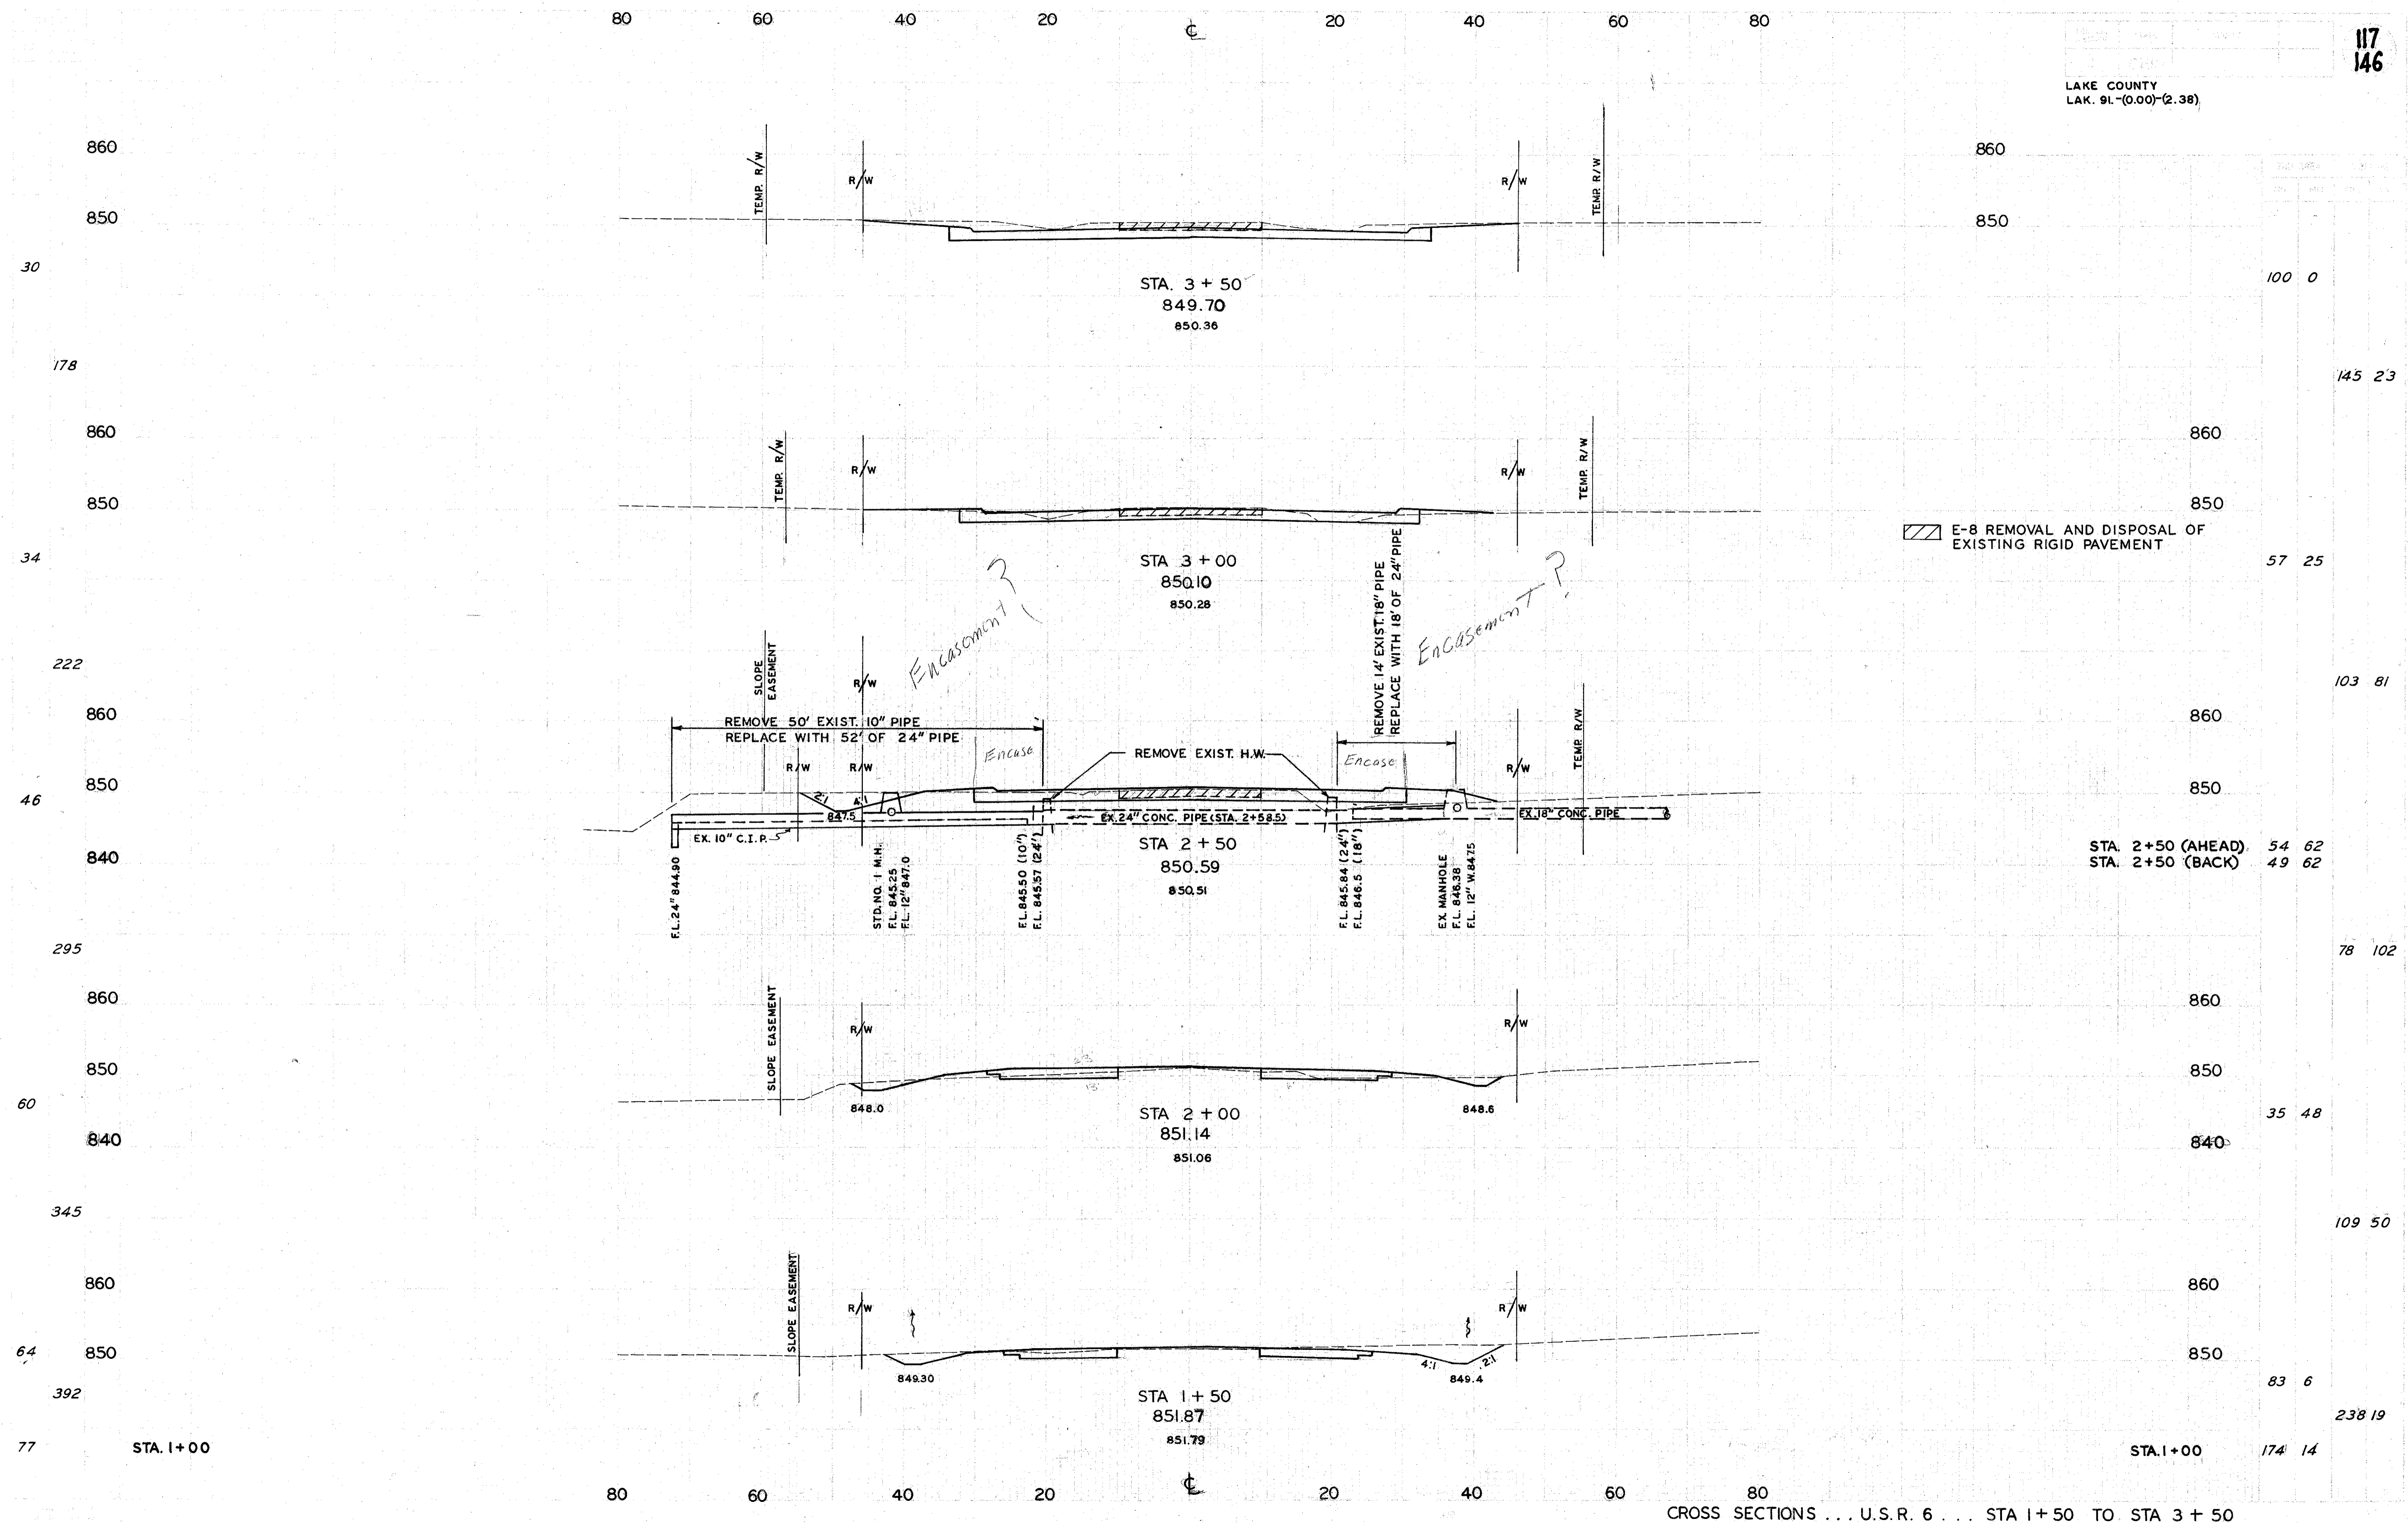 80 60 40 20 ℄ 20 40 60 80
117
146
LAKE COUNTY
LAK. 91.-(0.00)-(2.38)
860 TEMP. R/W R/W R/W TEMP. R/W 860
850 850
30 100 0
STA. 3 + 50
849.70
850.36
178 145 23
860 TEMP. R/W R/W R/W TEMP. R/W 860
850 850
E-8 REMOVAL AND DISPOSAL OF
EXISTING RIGID PAVEMENT
34 57 25
STA 3 + 00
850.10
850.28
Encasement?
Encasement?
REMOVE 14' EXIST. 18" PIPE
REPLACE WITH 18' OF 24" PIPE
222 103 81
SLOPE
EASEMENT
R/W
860 860
REMOVE 50' EXIST. 10" PIPE
REPLACE WITH 52' OF 24" PIPE
Encase
REMOVE EXIST. H.W.
Encase
TEMP. R/W
R/W R/W R/W
850 850
46
2:1 4:1
847.5
EX. 24" CONC. PIPE (STA. 2+58.5)
EX. 18" CONC. PIPE
EX. 10" C.I.P.
STA 2 + 50
850.59
850.51
840
STA. 2+50 (AHEAD) 54 62
STA. 2+50 (BACK) 49 62
F.L. 24" 844.90
STD. NO. 1 M.H.
F.L. 845.25
F.L. 12" 847.0
F.L. 845.50 (10")
F.L. 845.57 (24")
F.L. 845.84 (24")
F.L. 846.5 (18")
EX. MANHOLE
F.L. 846.38
F.L. 12" W. 847.5
295 78 102
860 SLOPE EASEMENT R/W R/W 860
850 850
60 848.0 848.6 35 48
STA 2 + 00
851.14
851.06
840 840
345 109 50
860 SLOPE EASEMENT R/W R/W 860
64 850 850
4:1 2:1
849.30 849.4 83 6
392 238 19
STA 1 + 50
851.87
851.79
77 STA. 1+00 STA. 1+00 174 14
80 60 40 20 ℄ 20 40 60 80
CROSS SECTIONS ... U.S.R. 6 ... STA 1+50 TO STA 3 + 50